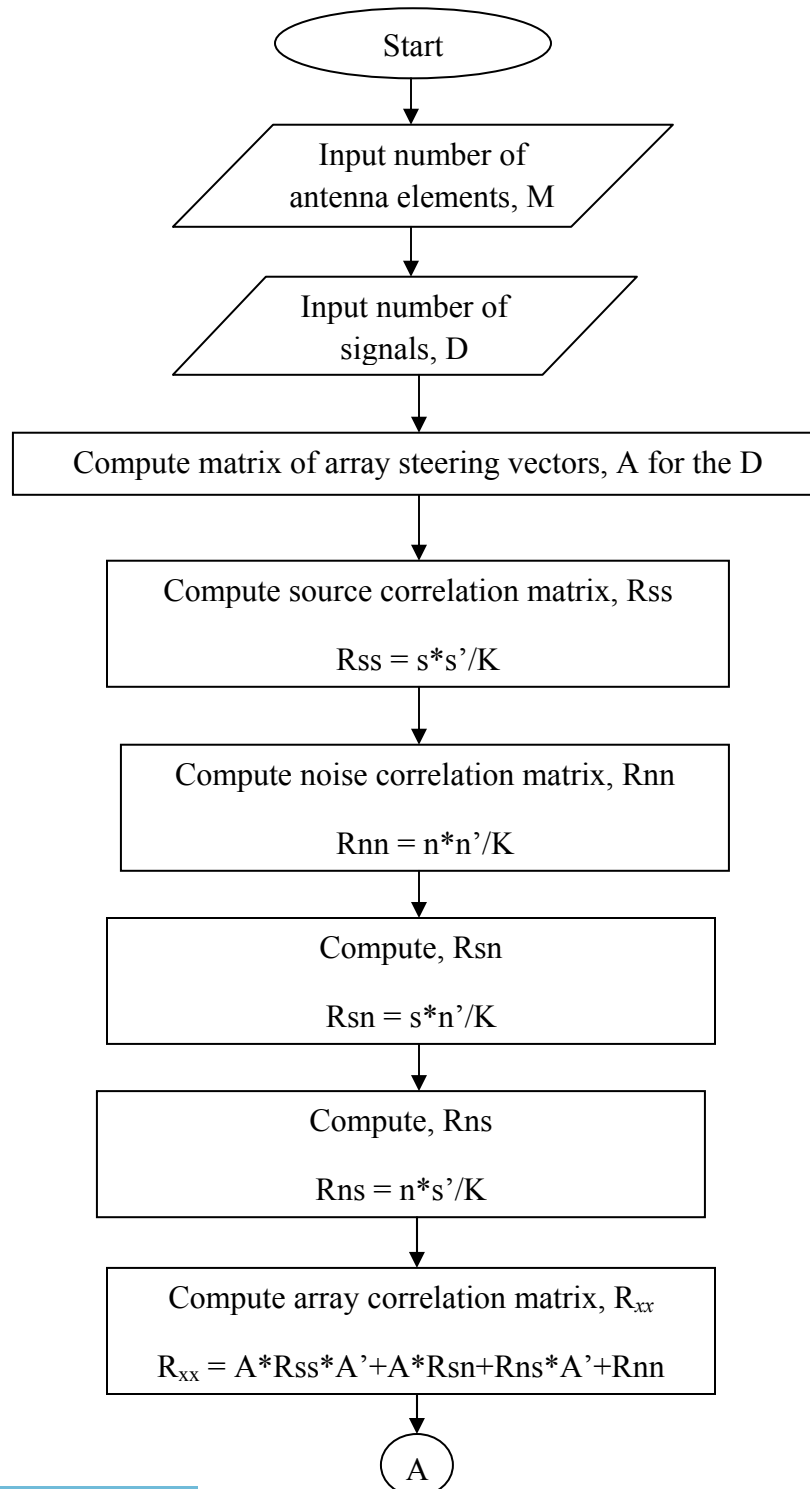 Start
Input number of
antenna elements, M
Input number of
signals, D
Compute matrix of array steering vectors, A for the D
Compute source correlation matrix, Rss
Rss = s*s’/K
Compute noise correlation matrix, Rnn
Rnn = n*n’/K
Compute, Rsn
Rsn = s*n’/K
Compute, Rns
Rns = n*s’/K
Compute array correlation matrix, Rxx
Rxx = A*Rss*A’+A*Rsn+Rns*A’+Rnn
A